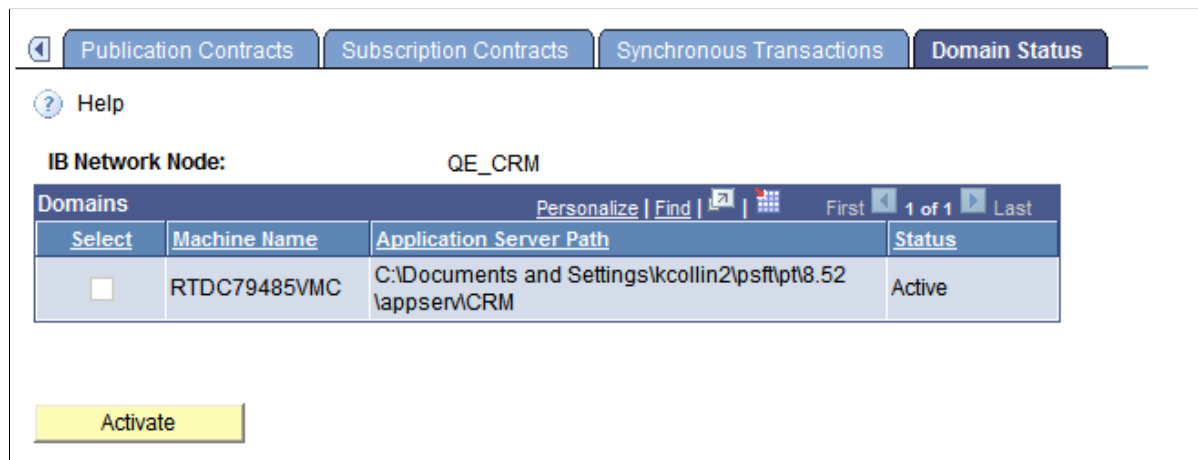 Publication Contracts Subscription Contracts Synchronous Transactions Domain Status
? Help
IB Network Node: QE_CRM
Domains Personalize | Find | | First 1 of 1 Last
Select Machine Name Application Server Path Status
RTDC79485VMC C:\Documents and Settings\kcollin2\psft\pt\8.52 Active
\appserv\CRM
Activate